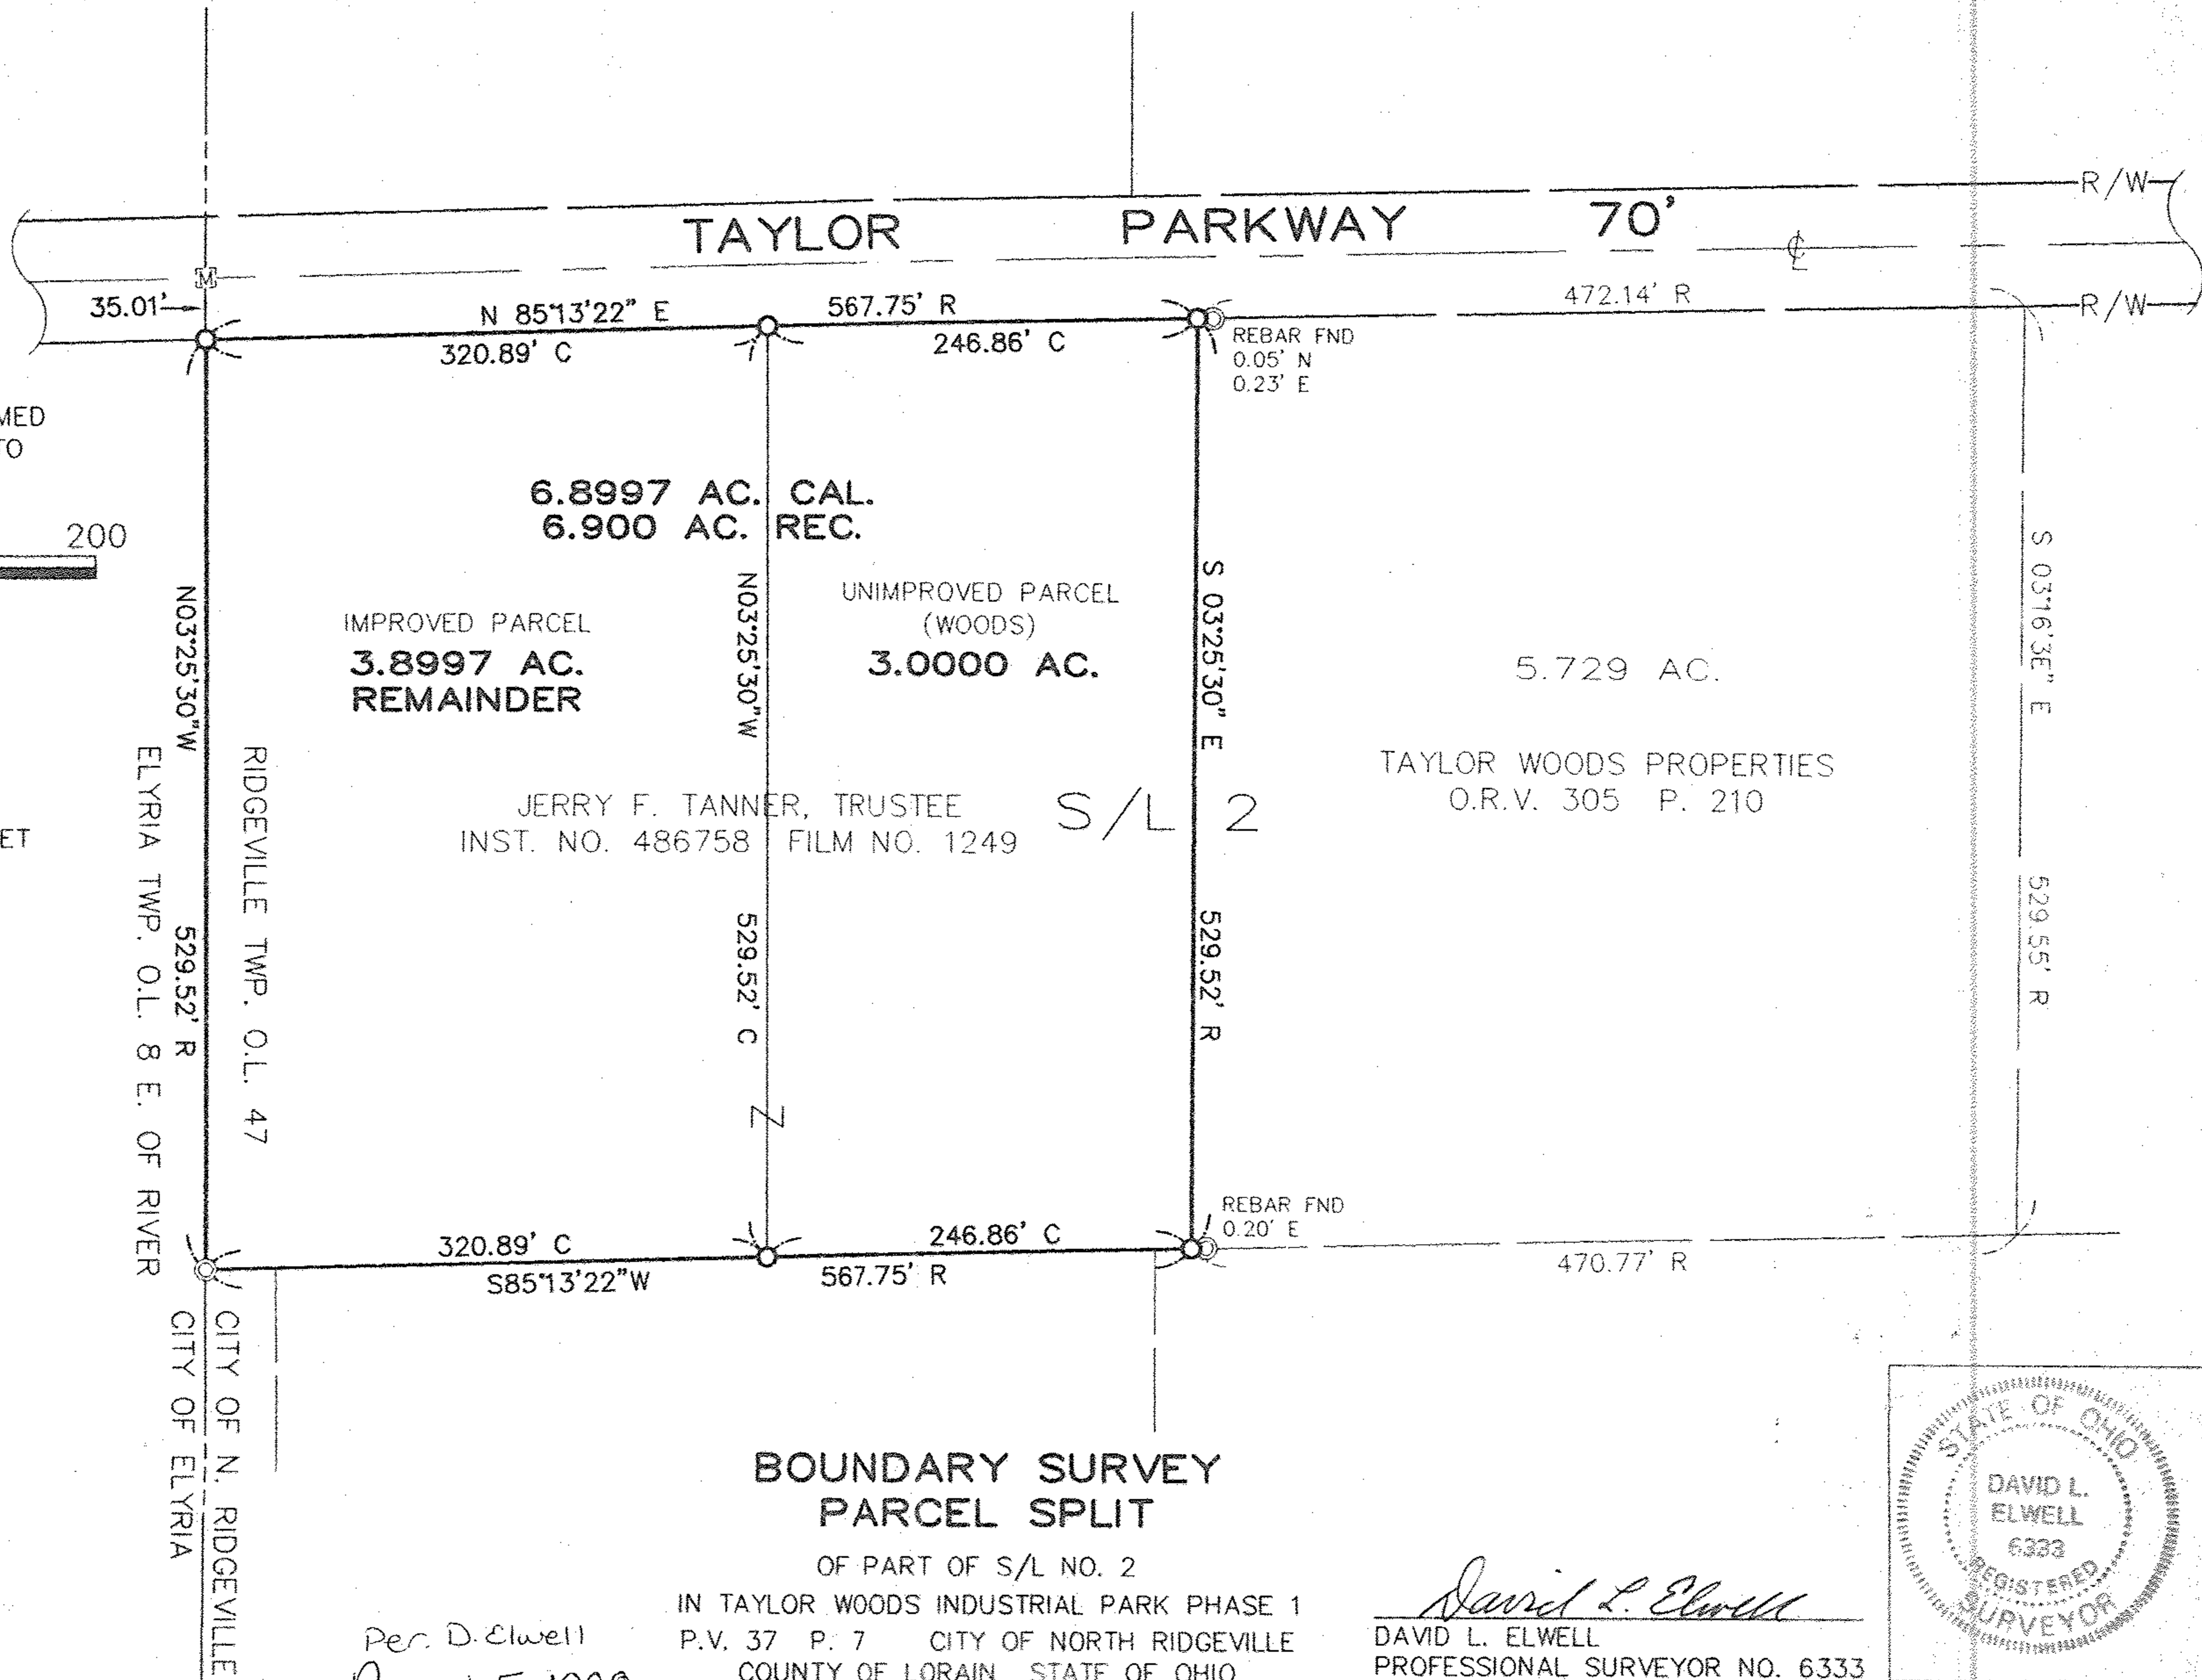 R/W
TAYLOR PARKWAY 70'
℄
M
35.01'
N 85°13'22" E
567.75' R
472.14' R
R/W
320.89' C
246.86' C
REBAR FND
0.05' N
0.23' E
200
6.8997 AC. CAL.
6.900 AC. REC.
IMPROVED PARCEL
3.8997 AC.
REMAINDER
UNIMPROVED PARCEL
(WOODS)
3.0000 AC.
5.729 AC.
TAYLOR WOODS PROPERTIES
O.R.V. 305 P. 210
JERRY F. TANNER, TRUSTEE
INST. NO. 486758 FILM NO. 1249
S/L 2
ET
N03°25'30"W
529.52' R
N03°25'30"W
529.52' C
S 03°25'30" E
529.52' R
S 03°16'3E" E
529.55' R
ELYRIA TWP. O.L. 8 E. OF RIVER
RIDGEVILLE TWP. O.L. 47
Z
REBAR FND
0.20' E
320.89' C
246.86' C
S85°13'22"W
567.75' R
470.77' R
CITY OF N. RIDGEVILLE
CITY OF ELYRIA
BOUNDARY SURVEY
PARCEL SPLIT
OF PART OF S/L NO. 2
IN TAYLOR WOODS INDUSTRIAL PARK PHASE 1
P.V. 37 P. 7 CITY OF NORTH RIDGEVILLE
COUNTY OF LORAIN STATE OF OHIO
Per. D. Elwell
David L. Elwell
DAVID L. ELWELL
PROFESSIONAL SURVEYOR NO. 6333
STATE OF OHIO
DAVID L.
ELWELL
6333
REGISTERED
SURVEYOR